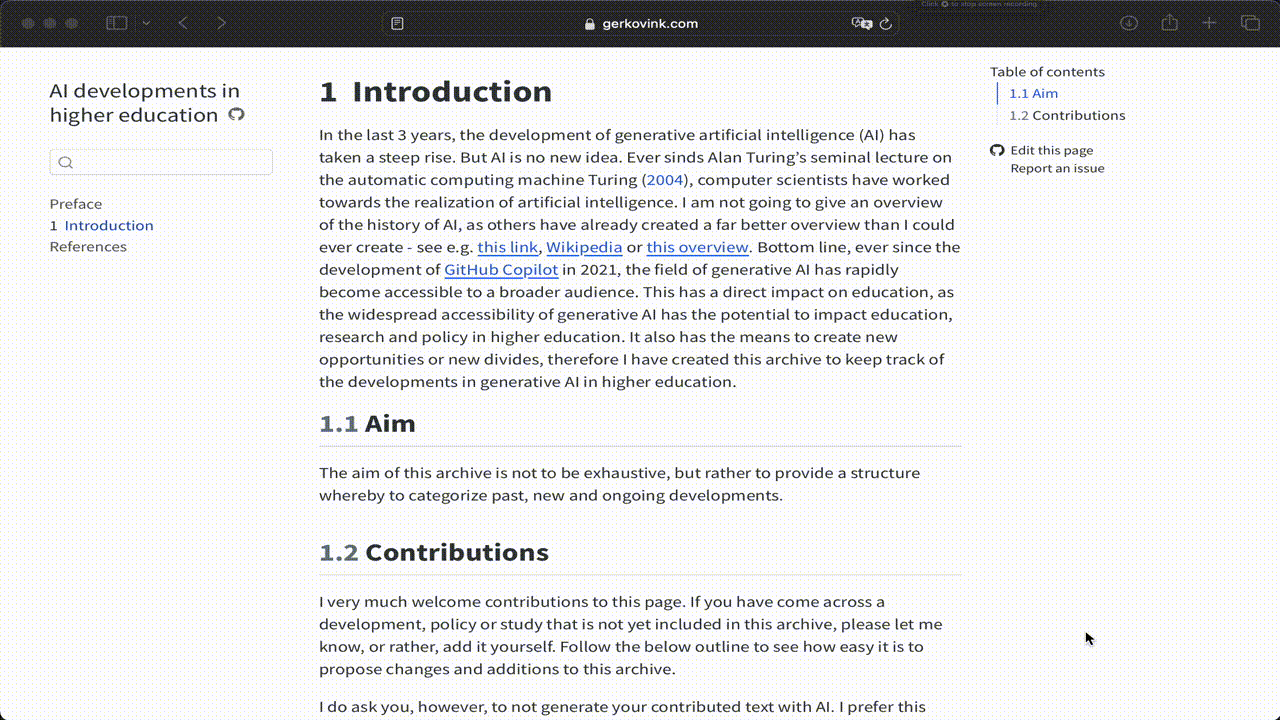 Click to stop screen recording.
gerkovink.com
AI developments in
higher education
Preface
1 Introduction
References
1 Introduction
In the last 3 years, the development of generative artificial intelligence (AI) has
taken a steep rise. But AI is no new idea. Ever sinds Alan Turing’s seminal lecture on
the automatic computing machine Turing (2004), computer scientists have worked
towards the realization of artificial intelligence. I am not going to give an overview
of the history of AI, as others have already created a far better overview than I could
ever create - see e.g. this link, Wikipedia or this overview. Bottom line, ever since the
development of GitHub Copilot in 2021, the field of generative AI has rapidly
become accessible to a broader audience. This has a direct impact on education, as
the widespread accessibility of generative AI has the potential to impact education,
research and policy in higher education. It also has the means to create new
opportunities or new divides, therefore I have created this archive to keep track of
the developments in generative AI in higher education.
1.1 Aim
The aim of this archive is not to be exhaustive, but rather to provide a structure
whereby to categorize past, new and ongoing developments.
1.2 Contributions
I very much welcome contributions to this page. If you have come across a
development, policy or study that is not yet included in this archive, please let me
know, or rather, add it yourself. Follow the below outline to see how easy it is to
propose changes and additions to this archive.
I do ask you, however, to not generate your contributed text with AI. I prefer this
Table of contents
1.1 Aim
1.2 Contributions
Edit this page
Report an issue